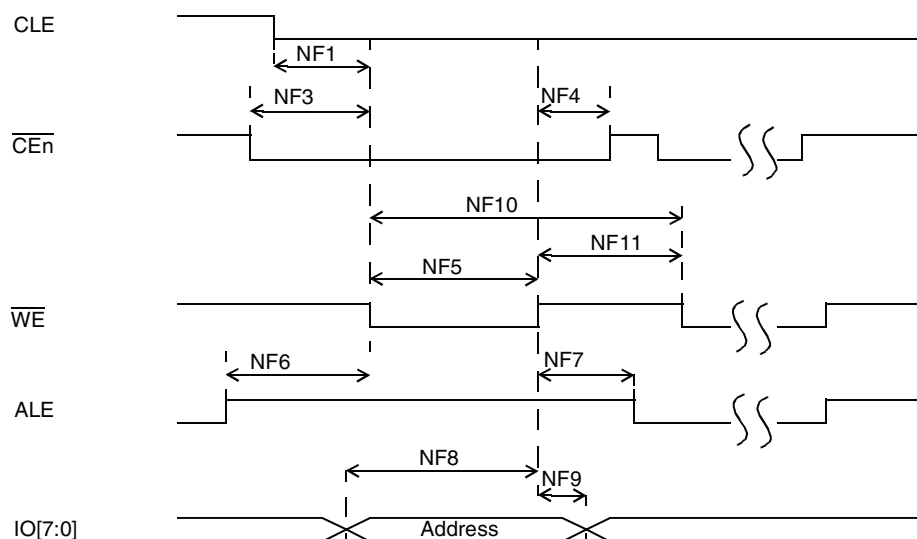 CLE
NF1
NF3
NF4
CEn
NF10
NF11
NF5
WE
NF6
NF7
ALE
NF8
NF9
IO[7:0]
Address